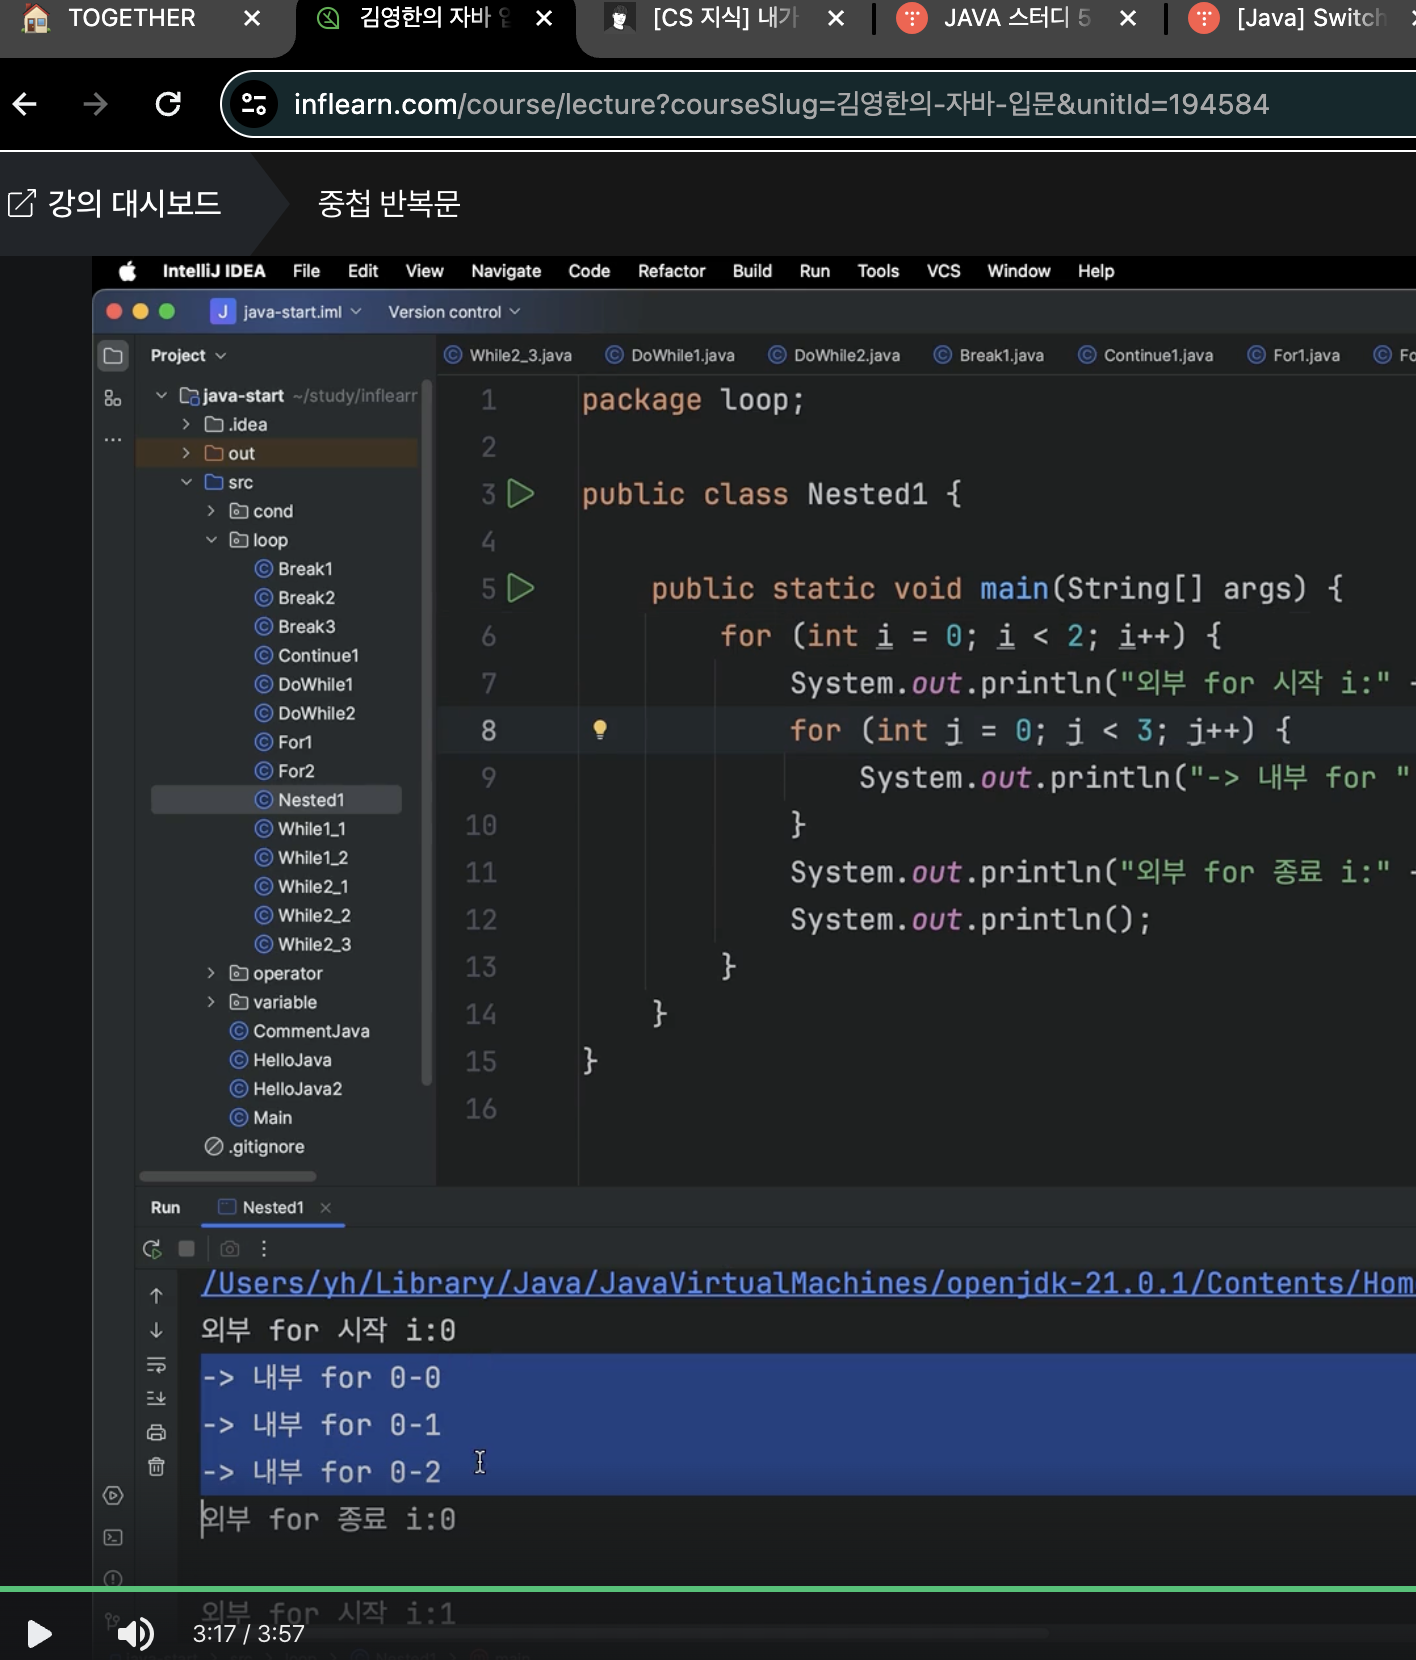 TOGETHER
김영한의 자바
[CS 지식] 내가
JAVA 스터디 5
[Java] Switch
inflearn.com/course/lecture?courseSlug=김영한의-자바-입문&unitId=194584
강의 대시보드
중첩 반복문
IntelliJ IDEA File Edit View Navigate Code Refactor Build Run Tools VCS Window Help
J java-start.iml Version control
Project
While2_3.java DoWhile1.java DoWhile2.java Break1.java Continue1.java For1.java Fo
java-start ~/study/inflearn
.idea
out
src
cond
loop
Break1
Break2
Break3
Continue1
DoWhile1
DoWhile2
For1
For2
Nested1
While1_1
While1_2
While2_1
While2_2
While2_3
operator
variable
CommentJava
HelloJava
HelloJava2
Main
.gitignore
1 package loop;
2
3 public class Nested1 {
4
5 public static void main(String[] args) {
6 for (int i = 0; i < 2; i++) {
7 System.out.println("외부 for 시작 i:" +
8 for (int j = 0; j < 3; j++) {
9 System.out.println("-> 내부 for "
10 }
11 System.out.println("외부 for 종료 i:" +
12 System.out.println();
13 }
14 }
15 }
16
Run Nested1
/Users/yh/Library/Java/JavaVirtualMachines/openjdk-21.0.1/Contents/Hom
외부 for 시작 i:0
-> 내부 for 0-0
-> 내부 for 0-1
-> 내부 for 0-2
외부 for 종료 i:0
외부 for 시작 i:1
3:17 / 3:57